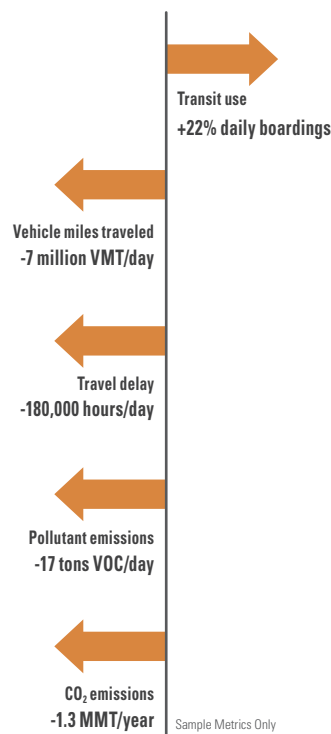 Transit use
+22% daily boardings
Vehicle miles traveled
-7 million VMT/day
Travel delay
-180,000 hours/day
Pollutant emissions
-17 tons VOC/day
CO₂ emissions
-1.3 MMT/year
Sample Metrics Only